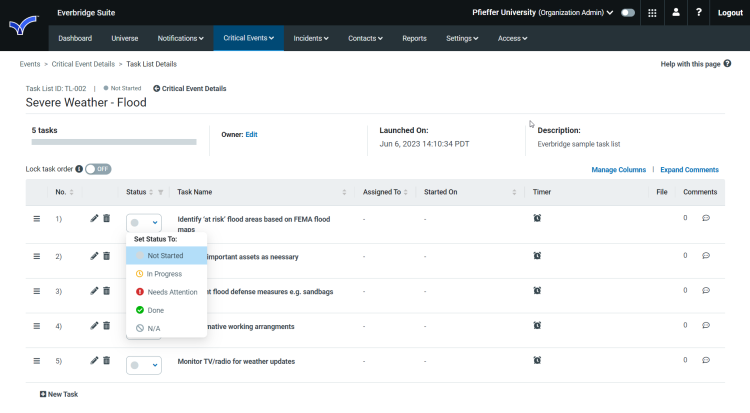 Everbridge Suite
Pfieffer University (Organization Admin)
?
Logout
Dashboard
Universe
Notifications
Critical Events
Incidents
Contacts
Reports
Settings
Access
Events > Critical Event Details > Task List Details
Help with this page ?
Task List ID: TL-002 | Not Started
Critical Event Details
Severe Weather - Flood
5 tasks
Owner: Edit
Launched On:
Jun 6, 2023 14:10:34 PDT
Description:
Everbridge sample task list
Lock task order OFF
Manage Columns | Expand Comments
No. Status Task Name Assigned To Started On Timer File Comments
1) Identify 'at risk' flood areas based on FEMA flood - - 0
maps
Set Status To:
Not Started
In Progress
Needs Attention
Done
N/A
2) important assets as neessary - - 0
3) flood defense measures e.g. sandbags - - 0
4) working arrangments - - 0
5) Monitor TV/radio for weather updates - - 0
New Task